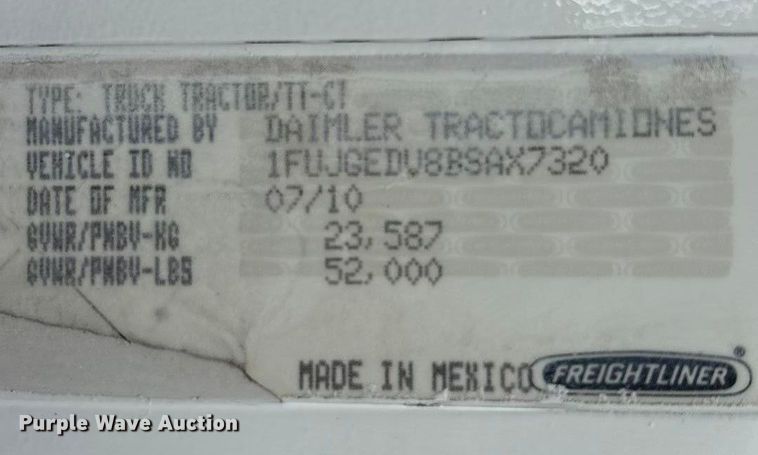 TYPE: TRUCK TRACTOR/TT-CT
MANUFACTURED BY DAIMLER TRACTOCAMIONES
VEHICLE ID NO 1FUJGEDV8BSAX7320
DATE OF MFR 07/10
GVWR/PNBV-KG 23,587
GVWR/PNBV-LBS 52,000
MADE IN MEXICO FREIGHTLINER®
Purple Wave Auction